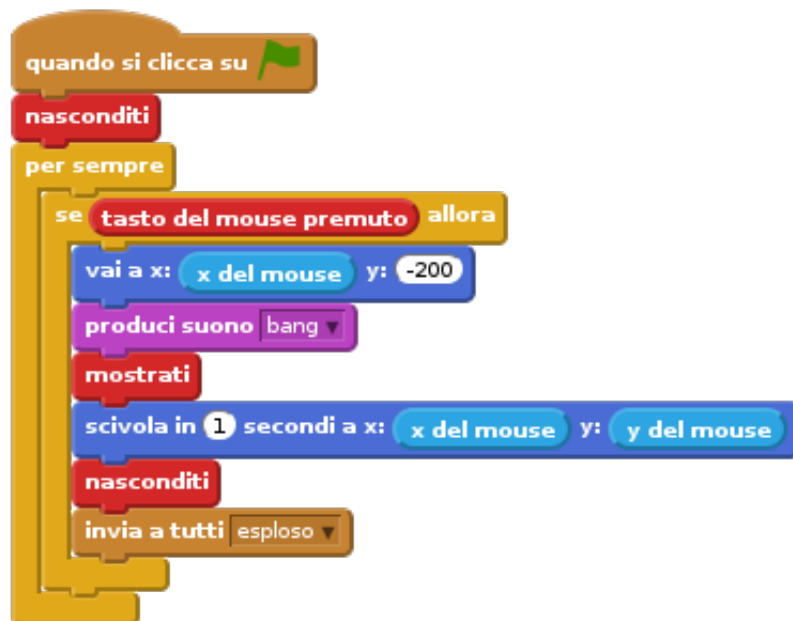 quando si clicca su
nasconditi
per sempre
se tasto del mouse premuto allora
vai a x: x del mouse y: -200
produci suono bang
mostrati
scivola in 1 secondi a x: x del mouse y: y del mouse
nasconditi
invia a tutti esploso